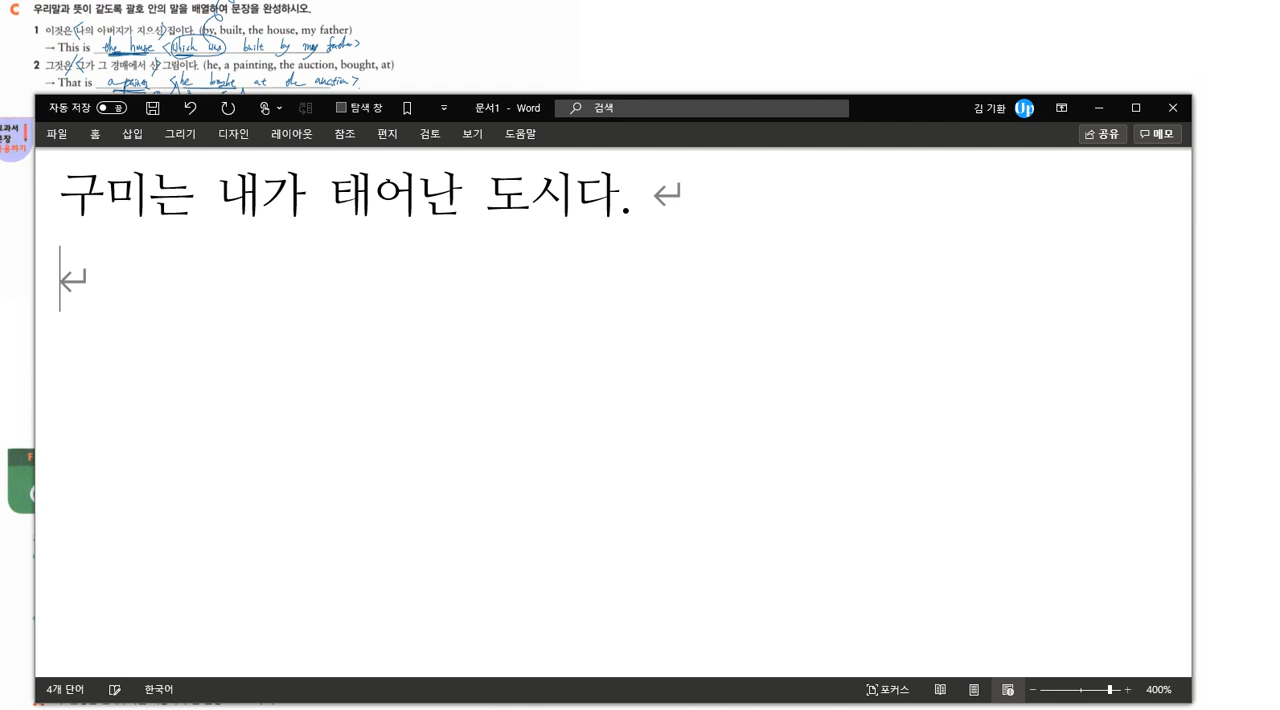 C 우리말과 뜻이 같도록 괄호 안의 말을 배열하여 문장을 완성하시오.
1 이것은 나의 아버지가 지으신 집이다. (by, built, the house, my father)
→ This is the house <which was built by my father>
2 그것은 그가 그 경매에서 산 그림이다. (he, a painting, the auction, bought, at)
→ That is a painting <he bought at the auction>.
자동 저장 끔 탐색 창 문서1 - Word 검색 김 기환
파일 홈 삽입 그리기 디자인 레이아웃 참조 편지 검토 보기 도움말 공유 메모
구미는 내가 태어난 도시다.
4개 단어 한국어 포커스 400%